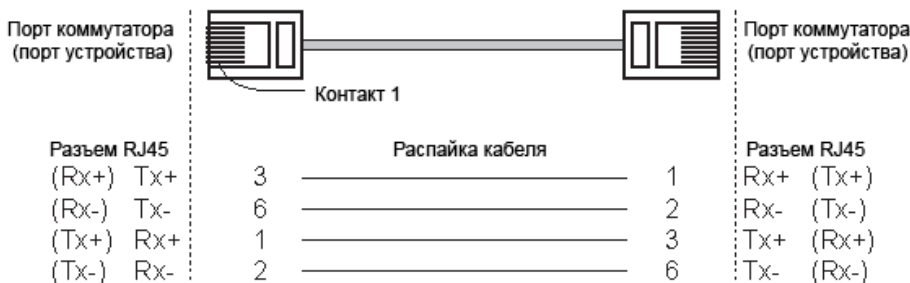 Порт коммутатора
(порт устройства)
Порт коммутатора
(порт устройства)
Контакт 1
Разъем RJ45 Распайка кабеля Разъем RJ45
(Rx+) Tx+ 3 1 Rx+ (Tx+)
(Rx-) Tx- 6 2 Rx- (Tx-)
(Tx+) Rx+ 1 3 Tx+ (Rx+)
(Tx-) Rx- 2 6 Tx- (Rx-)